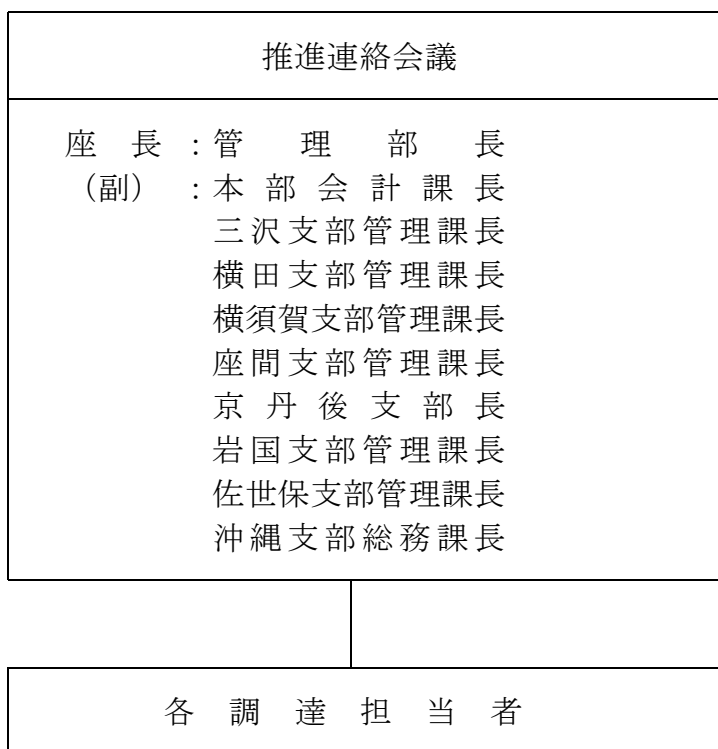 推進連絡会議
座長：管理部長
（副）：本部会計課長
三沢支部管理課長
横田支部管理課長
横須賀支部管理課長
座間支部管理課長
京丹後支部長
岩国支部管理課長
佐世保支部管理課長
沖縄支部総務課長
各調達担当者